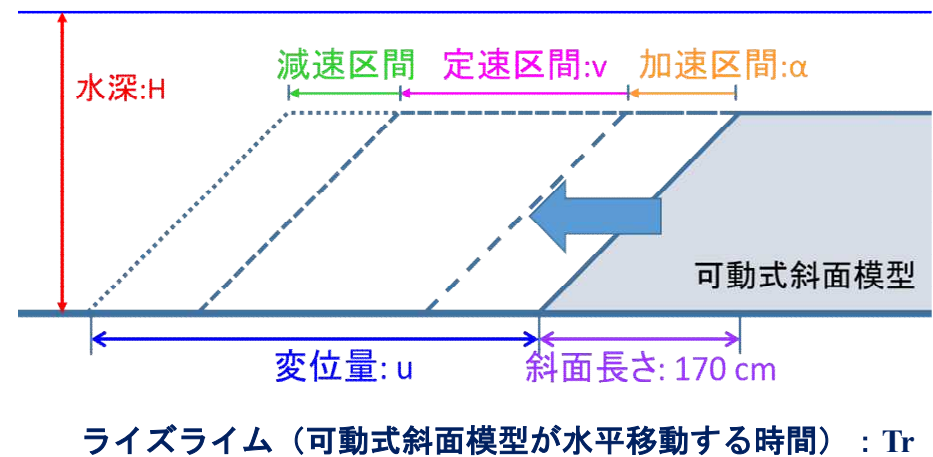 減速区間 定速区間:v 加速区間:α
水深:H
可動式斜面模型
変位量: u 斜面長さ: 170 cm
ライズライム（可動式斜面模型が水平移動する時間）：Tr